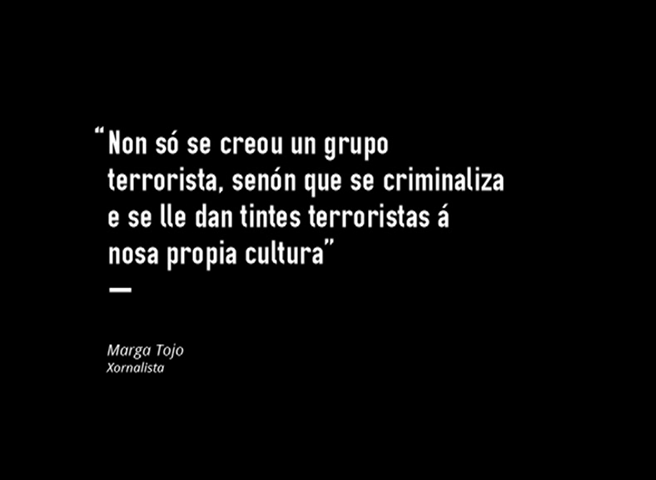 “Non só se creou un grupo
terrorista, senón que se criminaliza
e se lle dan tintes terroristas á
nosa propia cultura”
Marga Tojo
Xornalista